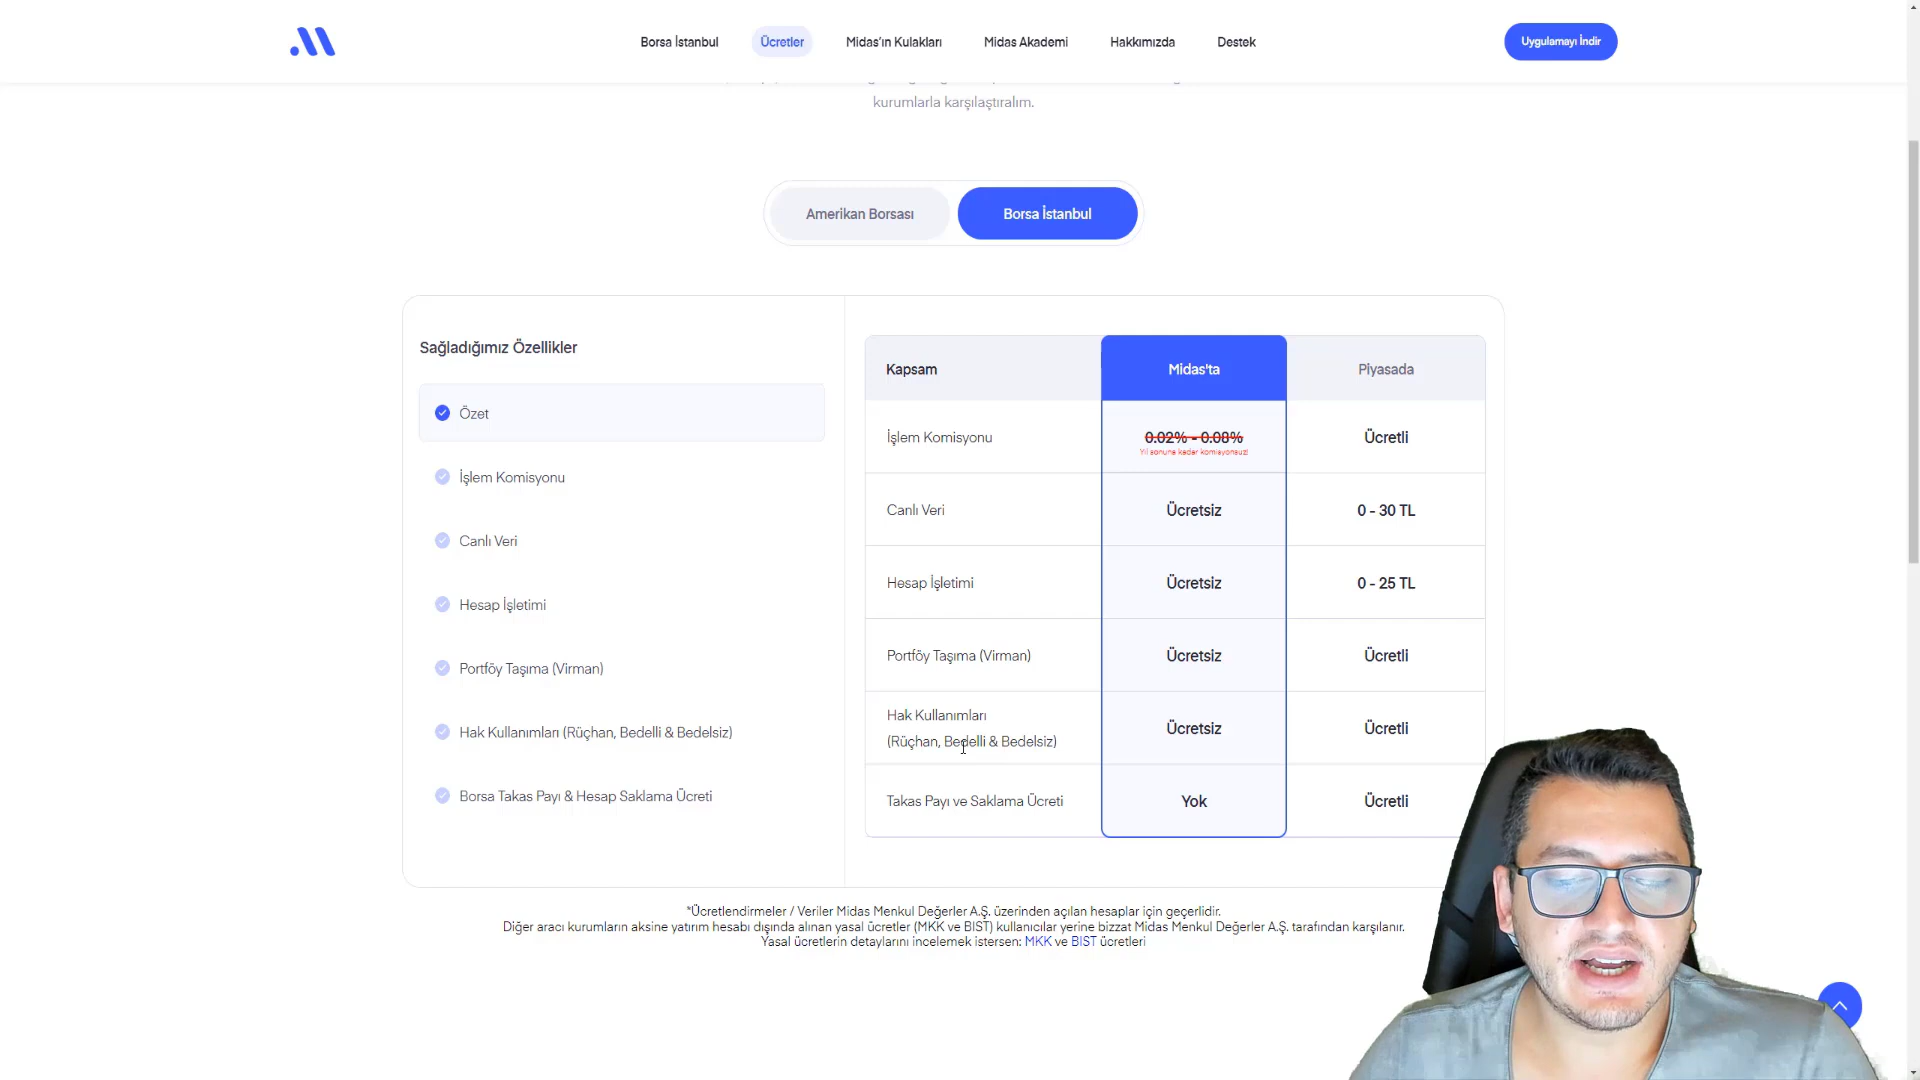 Borsa İstanbul
Ücretler
Midas'ın Kulakları
Midas Akademi
Hakkımızda
Destek
Uygulamayı İndir
kurumlarla karşılaştıralım.
Amerikan Borsası
Borsa İstanbul
Sağladığımız Özellikler
Özet
İşlem Komisyonu
Canlı Veri
Hesap İşletimi
Portföy Taşıma (Virman)
Hak Kullanımları (Rüçhan, Bedelli & Bedelsiz)
Borsa Takas Payı & Hesap Saklama Ücreti
Kapsam Midas'ta Piyasada
İşlem Komisyonu 0.02% - 0.08% Ücretli
Yıl sonuna kadar komisyonsuz!
Canlı Veri Ücretsiz 0 - 30 TL
Hesap İşletimi Ücretsiz 0 - 25 TL
Portföy Taşıma (Virman) Ücretsiz Ücretli
Hak Kullanımları
(Rüçhan, Bedelli & Bedelsiz) Ücretsiz Ücretli
Takas Payı ve Saklama Ücreti Yok Ücretli
*Ücretlendirmeler / Veriler Midas Menkul Değerler A.Ş. üzerinden açılan hesaplar için geçerlidir.
Diğer aracı kurumların aksine yatırım hesabı dışında alınan yasal ücretler (MKK ve BIST) kullanıcılar yerine bizzat Midas Menkul Değerler A.Ş. tarafından karşılanır.
Yasal ücretlerin detaylarını incelemek istersen: MKK ve BIST ücretleri